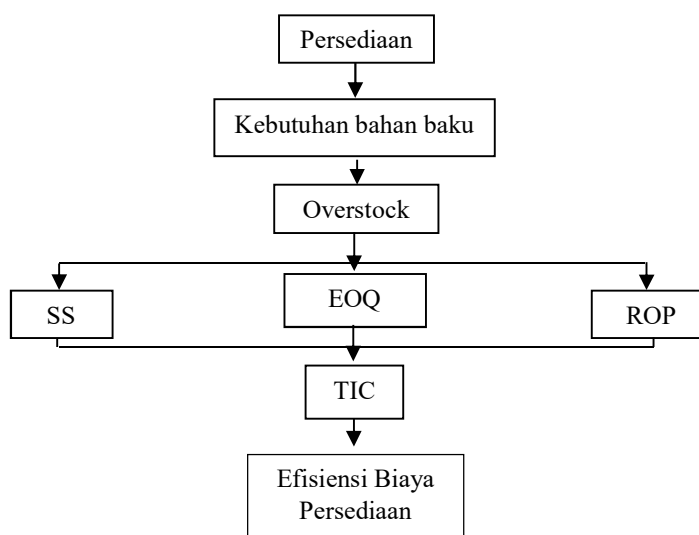 Persediaan
Kebutuhan bahan baku
Overstock
SS
EOQ
ROP
TIC
Efisiensi Biaya
Persediaan